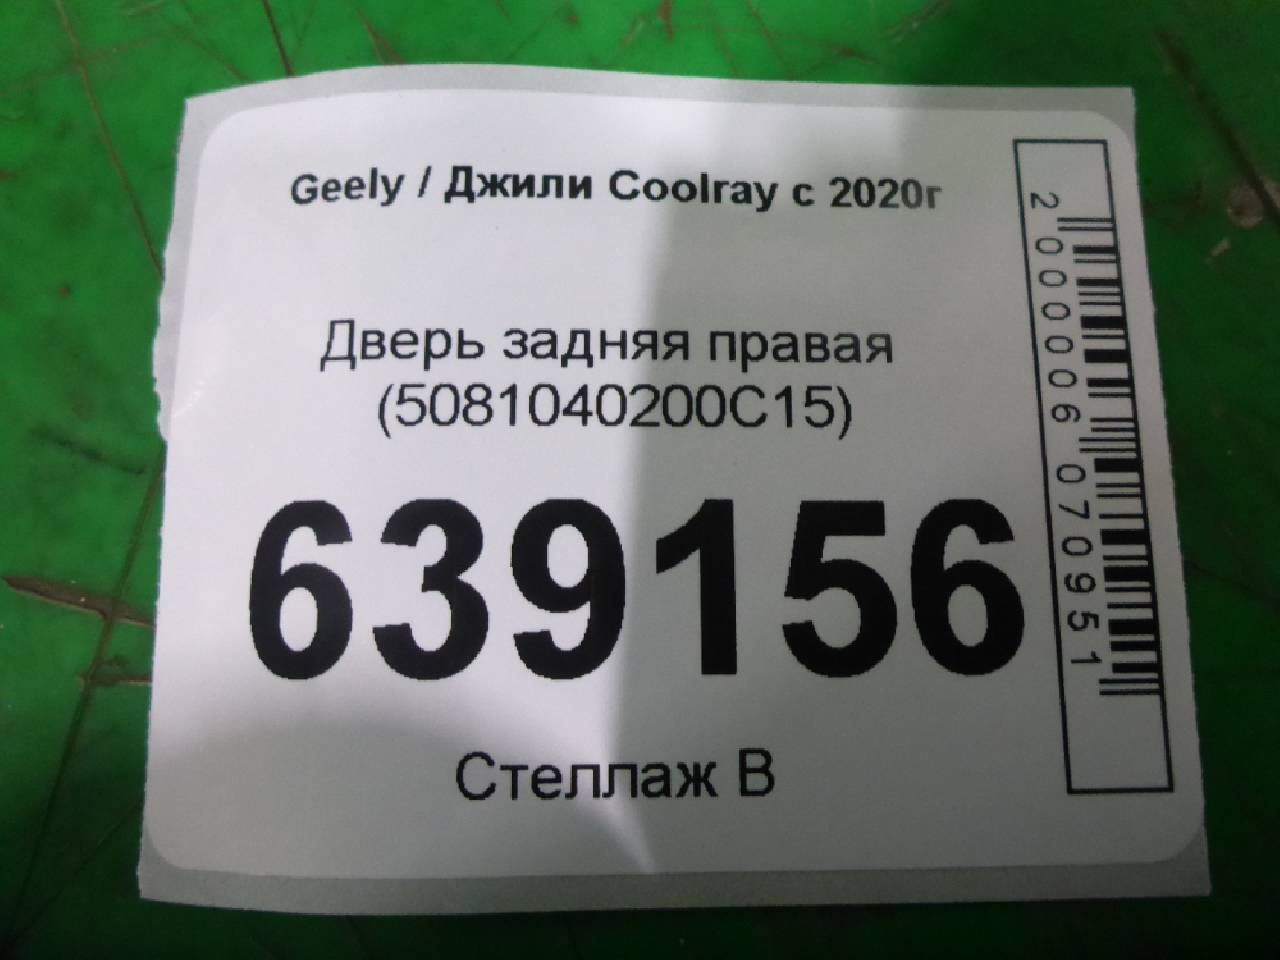 Geely / Джили Coolray с 2020г
Дверь задняя правая
(5081040200C15)
639156
Стеллаж В
2000006070951